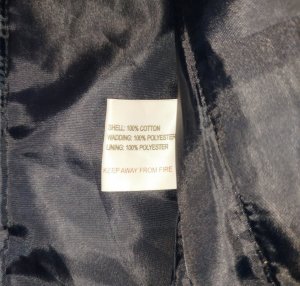 SHELL: 100% COTTON
WADDING: 100% POLYESTER
LINING: 100% POLYESTER
KEEP AWAY FROM FIRE